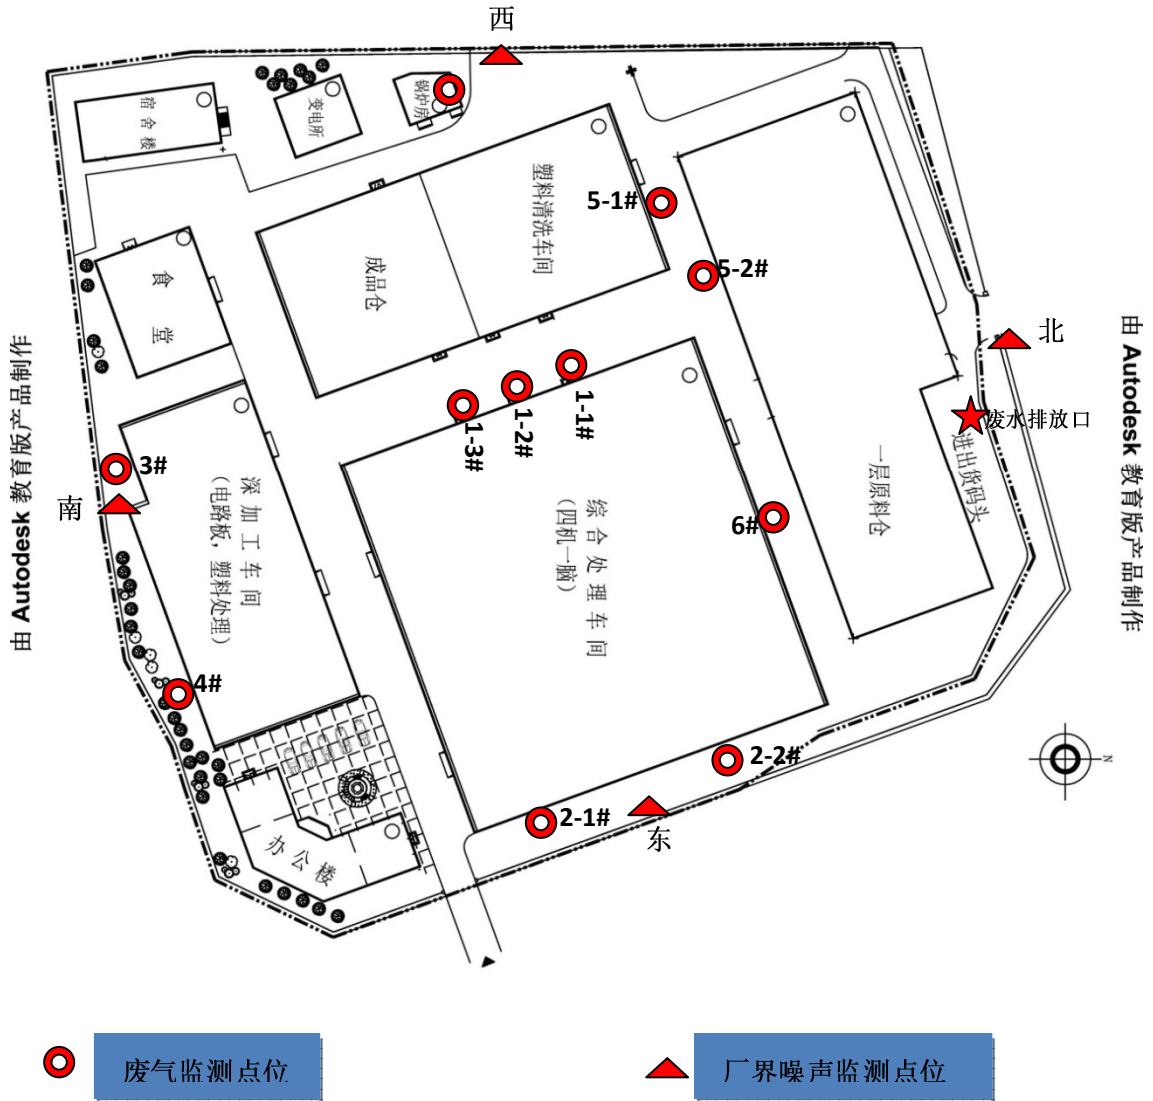 西
宿舍楼
变电所
锅炉房
塑料清洗车间
5-1#
5-2#
成品仓
食堂
北
由 Autodesk 教育版产品制作
由 Autodesk 教育版产品制作
1-1#
1-2#
1-3#
废水排放口
进出货码头
一层原料仓
3#
南
深加工车间
(电路板，塑料处理)
综合处理车间
(四机一脑)
6#
4#
2-2#
2-1#
东
办公楼
N
废气监测点位
厂界噪声监测点位